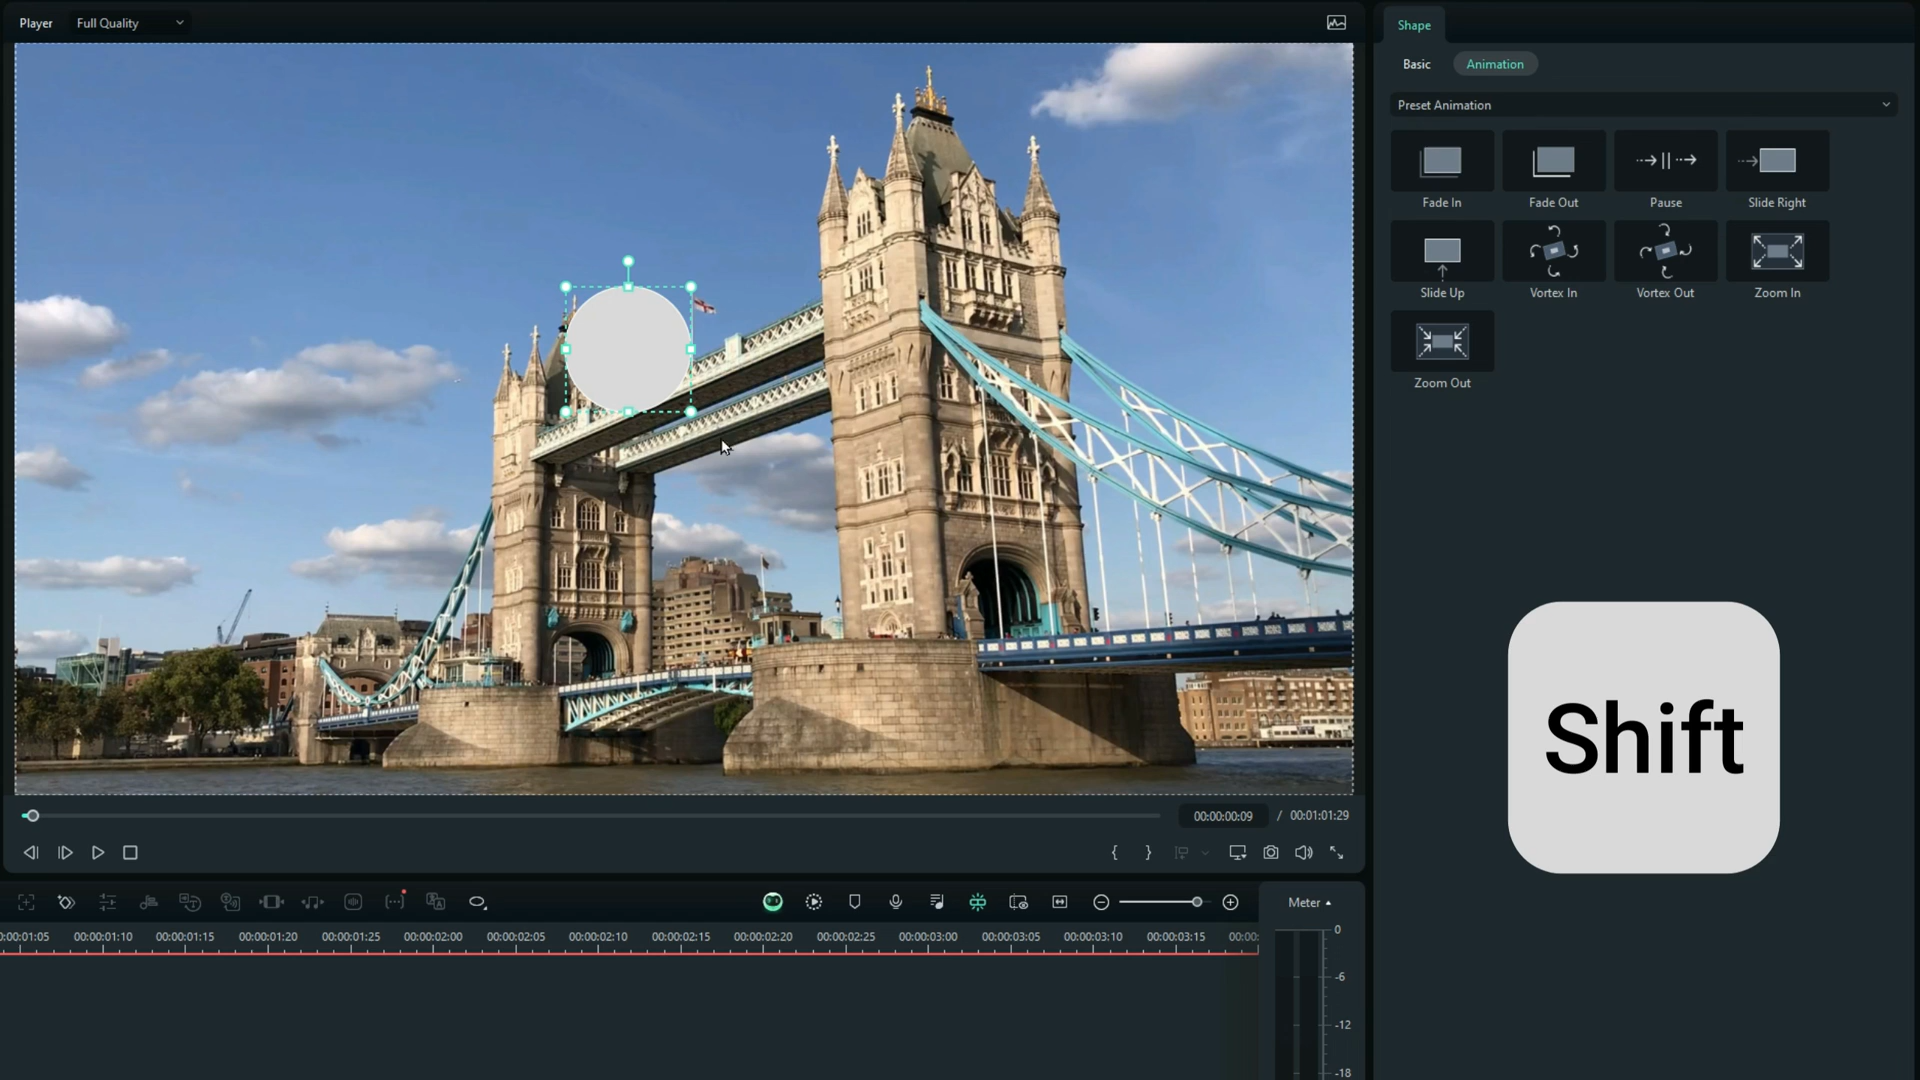 Player
Full Quality
Shape
Basic
Animation
Preset Animation
Fade In
Fade Out
Pause
Slide Right
Slide Up
Vortex In
Vortex Out
Zoom In
Zoom Out
Shift
00:00:00:09 / 00:01:01:29
Meter
0:00:01:05 00:00:01:10 00:00:01:15 00:00:01:20 00:00:01:25 00:00:02:00 00:00:02:05 00:00:02:10 00:00:02:15 00:00:02:20 00:00:02:25 00:00:03:00 00:00:03:05 00:00:03:10 00:00:03:15 00:00:
0
-6
-12
-18